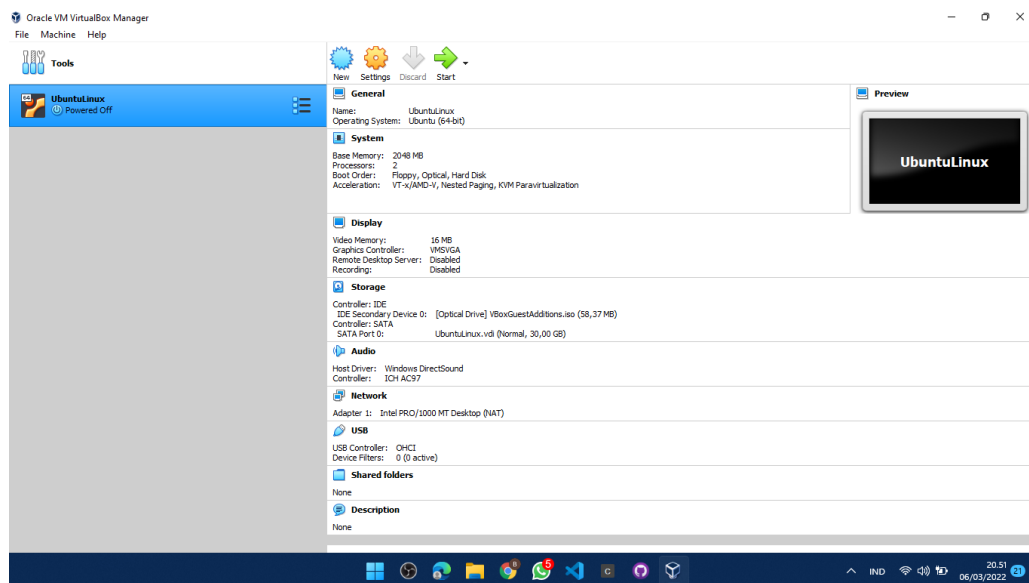 Oracle VM VirtualBox Manager
File Machine Help
Tools
New Settings Discard Start
64
UbuntuLinux
Powered Off
General
Name: UbuntuLinux
Operating System: Ubuntu (64-bit)
System
Base Memory: 2048 MB
Processors: 2
Boot Order: Floppy, Optical, Hard Disk
Acceleration: VT-x/AMD-V, Nested Paging, KVM Paravirtualization
Preview
UbuntuLinux
Display
Video Memory: 16 MB
Graphics Controller: VMSVGA
Remote Desktop Server: Disabled
Recording: Disabled
Storage
Controller: IDE
IDE Secondary Device 0: [Optical Drive] VBoxGuestAdditions.iso (58,37 MB)
Controller: SATA
SATA Port 0: UbuntuLinux.vdi (Normal, 30,00 GB)
Audio
Host Driver: Windows DirectSound
Controller: ICH AC97
Network
Adapter 1: Intel PRO/1000 MT Desktop (NAT)
USB
USB Controller: OHCI
Device Filters: 0 (0 active)
Shared folders
None
Description
None
5
C
IND
20.51
06/03/2022
21